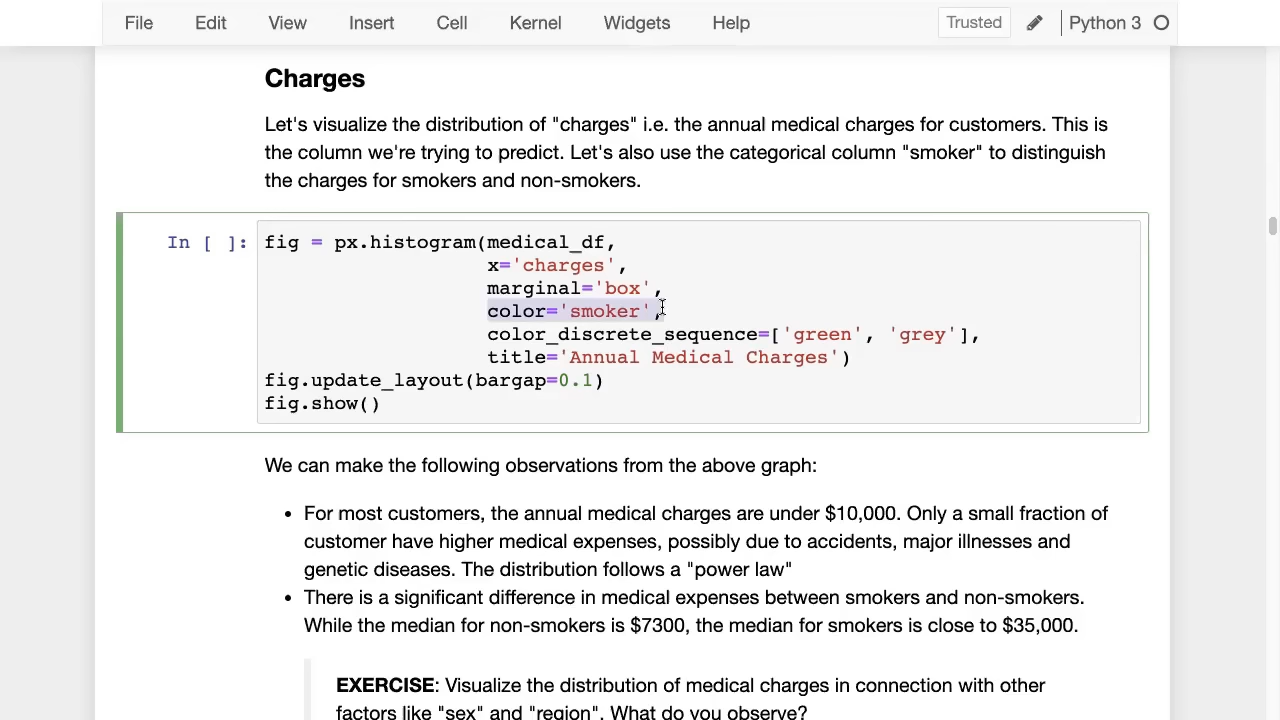 File Edit View Insert Cell Kernel Widgets Help Trusted Python 3
Charges
Let's visualize the distribution of "charges" i.e. the annual medical charges for customers. This is
the column we're trying to predict. Let's also use the categorical column "smoker" to distinguish
the charges for smokers and non-smokers.
In [ ]: fig = px.histogram(medical_df,
x='charges',
marginal='box',
color='smoker',
color_discrete_sequence=['green', 'grey'],
title='Annual Medical Charges')
fig.update_layout(bargap=0.1)
fig.show()
We can make the following observations from the above graph:
• For most customers, the annual medical charges are under $10,000. Only a small fraction of
customer have higher medical expenses, possibly due to accidents, major illnesses and
genetic diseases. The distribution follows a "power law"
• There is a significant difference in medical expenses between smokers and non-smokers.
While the median for non-smokers is $7300, the median for smokers is close to $35,000.
EXERCISE: Visualize the distribution of medical charges in connection with other
factors like "sex" and "region". What do you observe?